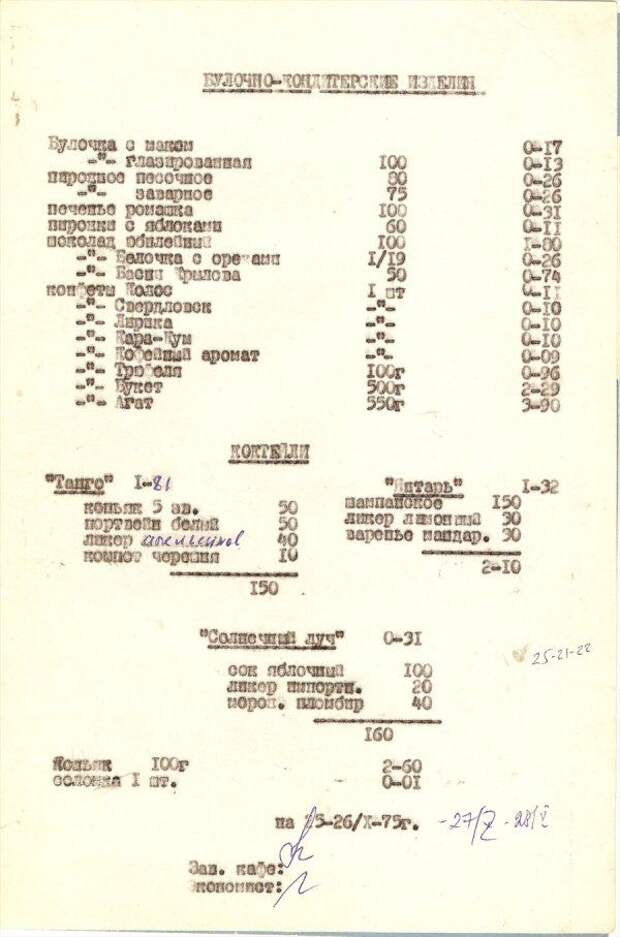 БУЛОЧНО-КОНДИТЕРСКИЕ ИЗДЕЛИЯ
Булочка с маком 0-17
-"- глазированная 100 0-13
пирожное песочное 80 0-26
-"- заварное 75 0-26
печенье ромашка 100 0-31
пирожки с яблоками 60 0-11
шоколад юбилейный 100 1-80
-"- Белочка с орехами 1/19 0-26
-"- Басни Крылова 50 0-74
конфеты Колос 1 шт 0-11
-"- Свердловск -"- 0-10
-"- Лирика -"- 0-10
-"- Кара-Кум -"- 0-10
-"- Кофейный аромат -"- 0-09
-"- Трюфеля 100г 0-96
-"- Букет 500г 2-29
-"- Агат 550г 3-90
КОКТЕЙЛИ
"Танго" 1-81
коньяк 5 зв. 50
портвейн белый 50
ликер апельсинов 40
компот черешня 10
150
"Янтарь" 1-32
шампанское 150
ликер лимонный 30
варенье мандар. 30
2-10
"Солнечный луч" 0-31
сок яблочный 100
ликер импортн. 20
морож. пломбир 40
160
25-21-22
Коньяк 100г 2-60
соломка 1 шт. 0-01
на 25-26/X-75г. -27/X-28/X
Зав. кафе:
Экономист: